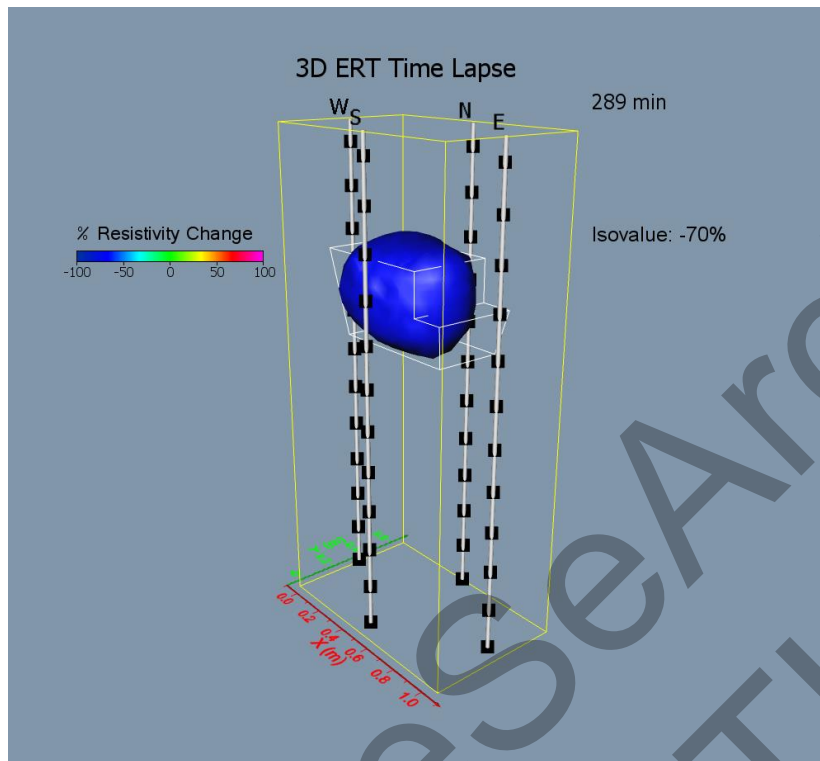 3D ERT Time Lapse
289 min
W
S
N
E
Isovalue: -70%
% Resistivity Change
-100 -50 0 50 100
0.0 0.2 0.4 0.6 0.8 1.0
X (m)